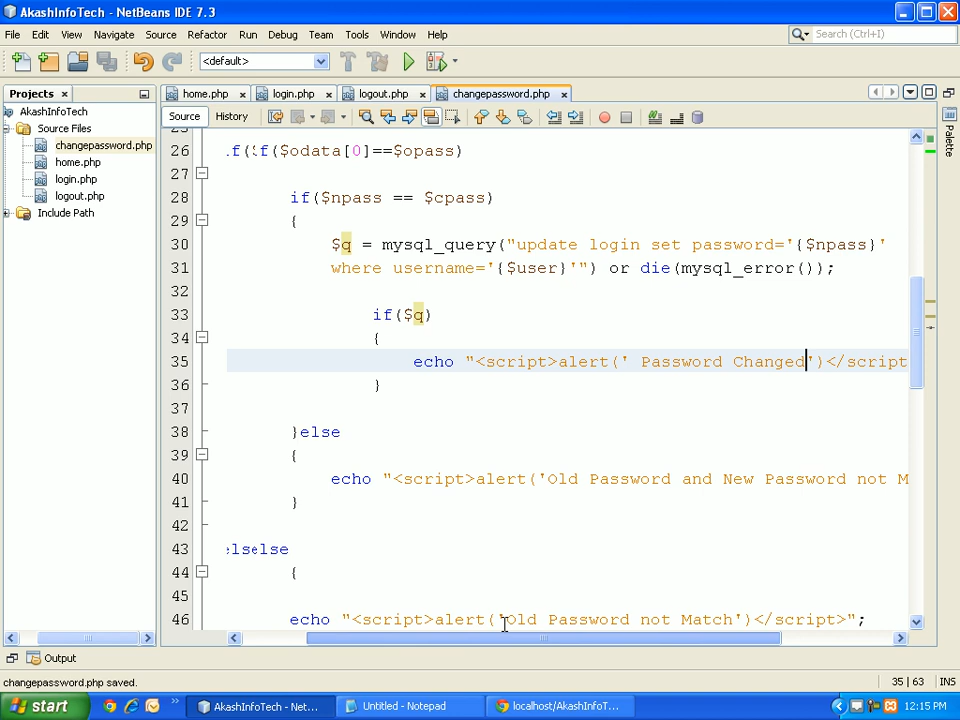 AkashInfoTech - NetBeans IDE 7.3
File Edit View Navigate Source Refactor Run Debug Team Tools Window Help
<default>
Search (Ctrl+I)
Projects
home.php login.php logout.php changepassword.php
AkashInfoTech
Source Files
changepassword.php
home.php
login.php
logout.php
Include Path
Source History
Palette
26 if($odata[0]==$opass)
27
28 if($npass == $cpass)
29 {
30 $q = mysql_query("update login set password='{$npass}'
31 where username='{$user}'") or die(mysql_error());
32
33 if($q)
34 {
35 echo "<script>alert(' Password Changed')</script
36 }
37
38 }else
39 {
40 echo "<script>alert('Old Password and New Password not M
41 }
42
43 else
44 {
45
46 echo "<script>alert('Old Password not Match')</script>";
Output
changepassword.php saved.
35 | 63 INS
start
AkashInfoTech - Net...
Untitled - Notepad
localhost/AkashInfoT...
12:15 PM